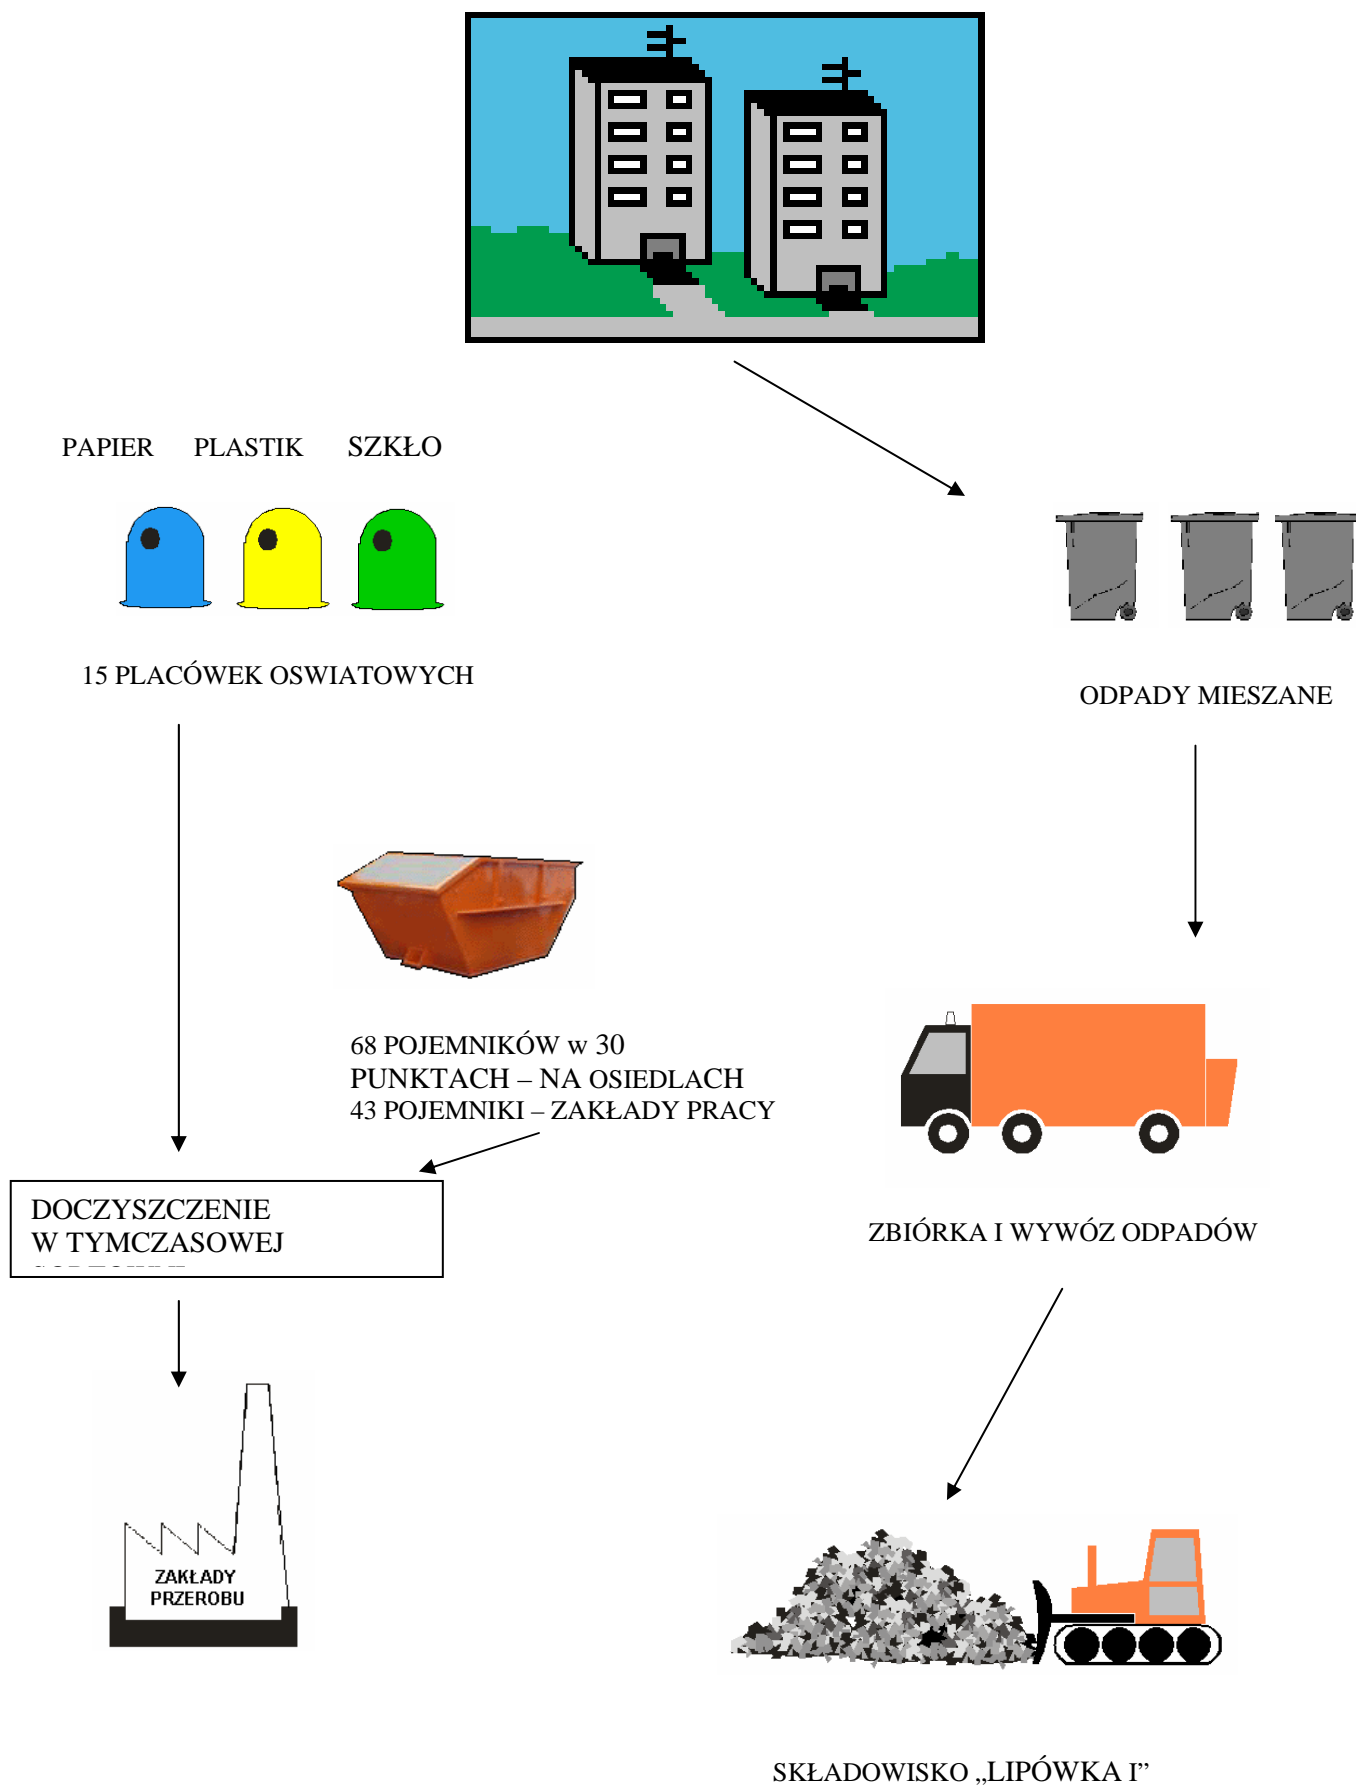 PAPIER PLASTIK SZKŁO
15 PLACÓWEK OSWIATOWYCH
ODPADY MIESZANE
68 POJEMNIKÓW w 30
PUNKTACH – NA OSIEDLACH
43 POJEMNIKI – ZAKŁADY PRACY
DOCZYSZCZENIE
W TYMCZASOWEJ
ZBIÓRKA I WYWÓZ ODPADÓW
ZAKŁADY
PRZEROBU
SKŁADOWISKO „LIPÓWKA I”